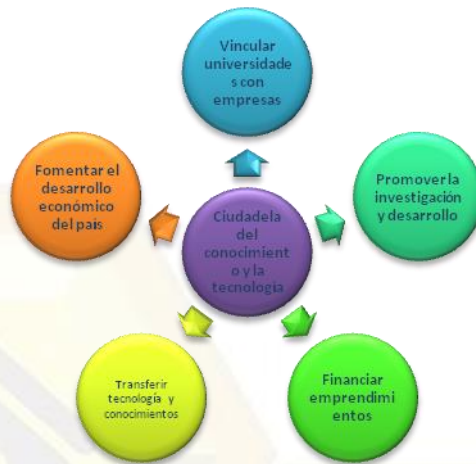 Vincular
universidade
s con
empresas
Fomentar el
desarrollo
económico
del país
Promover la
investigación
y desarrollo
Ciudadela
del
conocimient
o y la
tecnología
Transferir
tecnología y
conocimientos
Financiar
emprendimi
entos